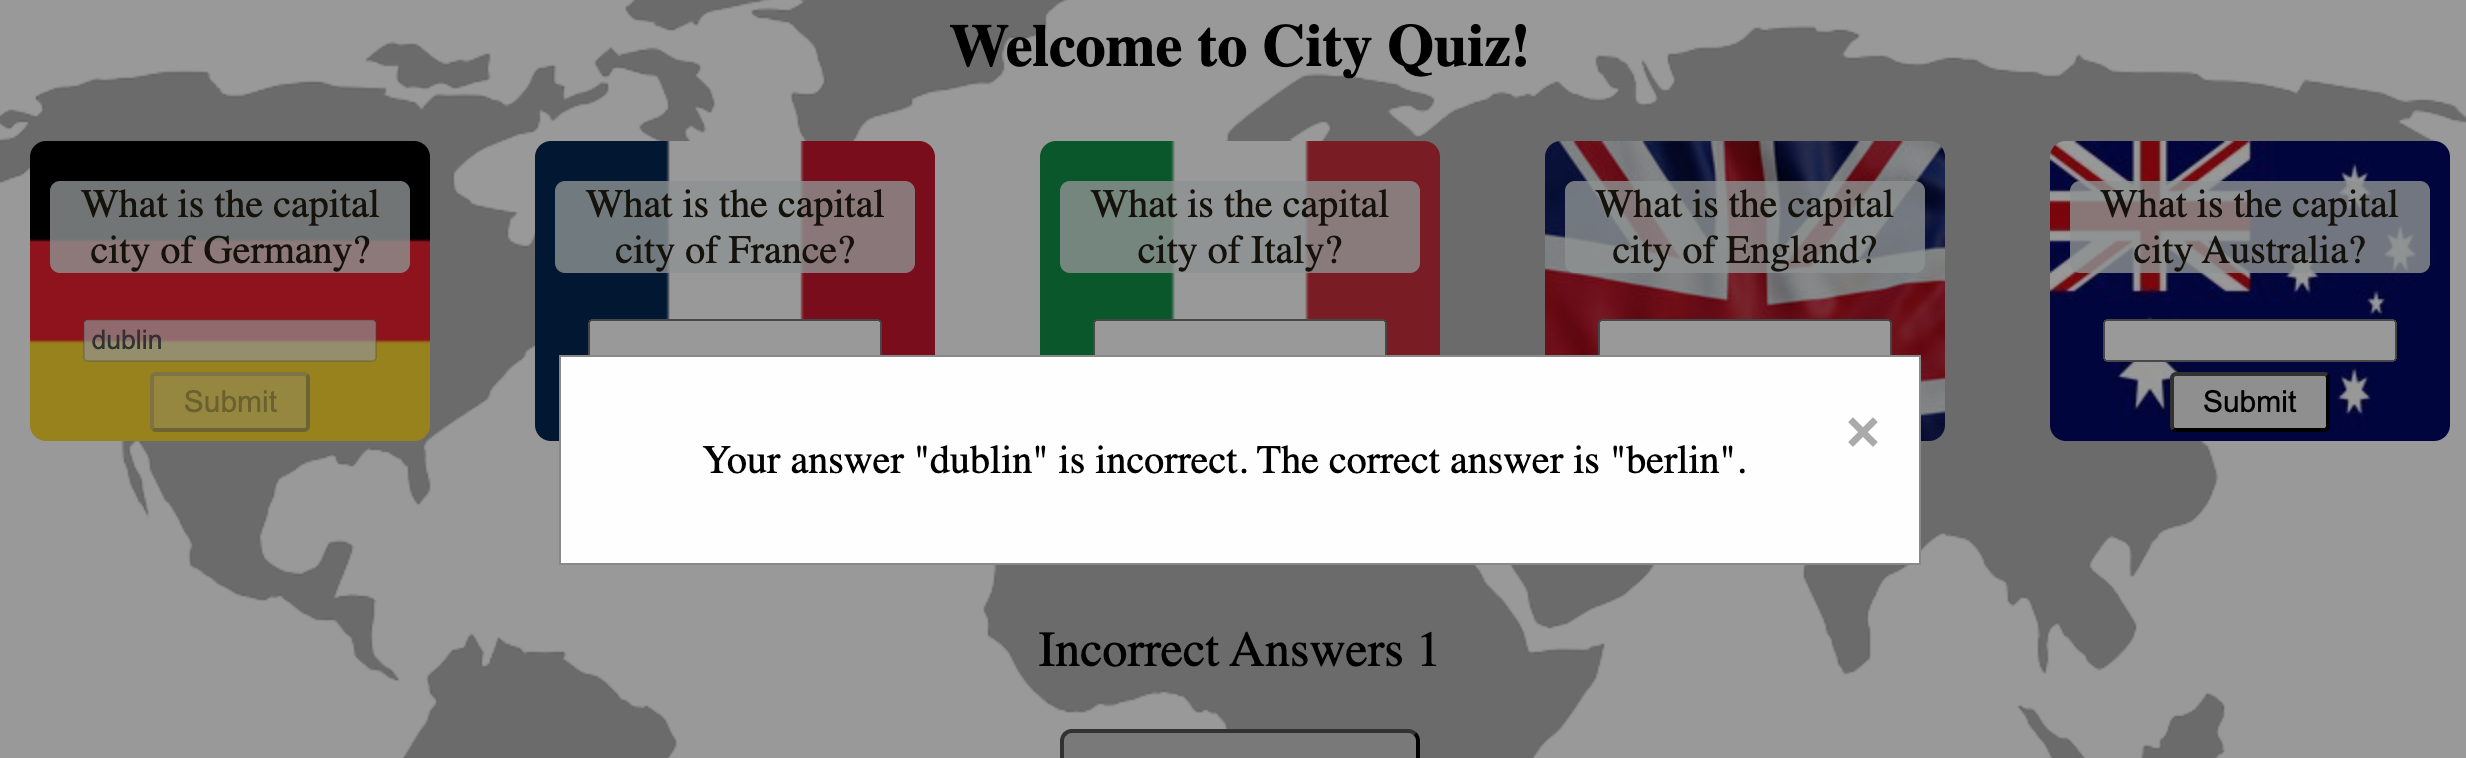 Welcome to City Quiz!
What is the capital
city of Germany?
dublin
Submit
What is the capital
city of France?
What is the capital
city of Italy?
What is the capital
city of England?
What is the capital
city Australia?
Submit
×
Your answer "dublin" is incorrect. The correct answer is "berlin".
Incorrect Answers 1